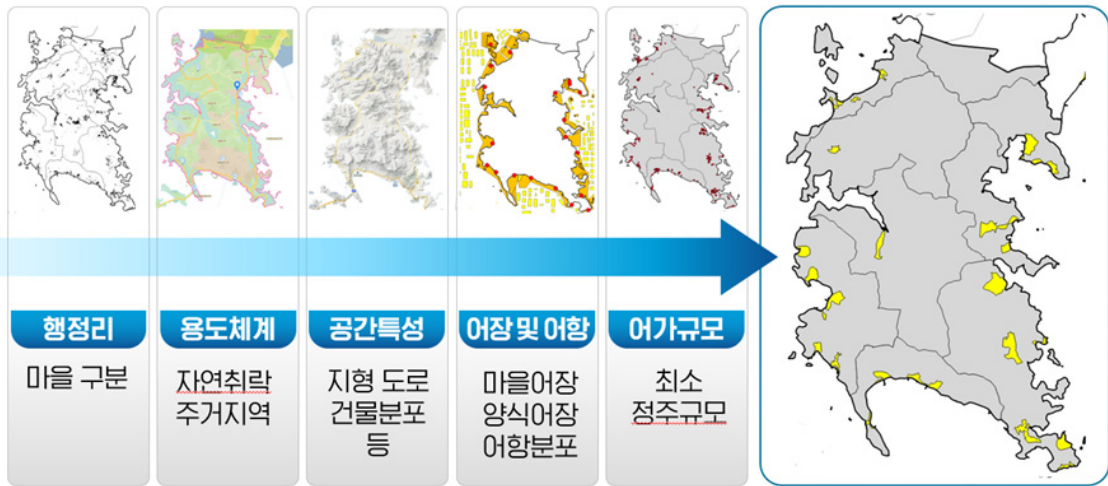 행정리
마을 구분
용도체계
자연취락
주거지역
공간특성
지형 도로
건물분포
등
어장 및 어항
마을어장
양식어장
어항분포
어가규모
최소
정주규모